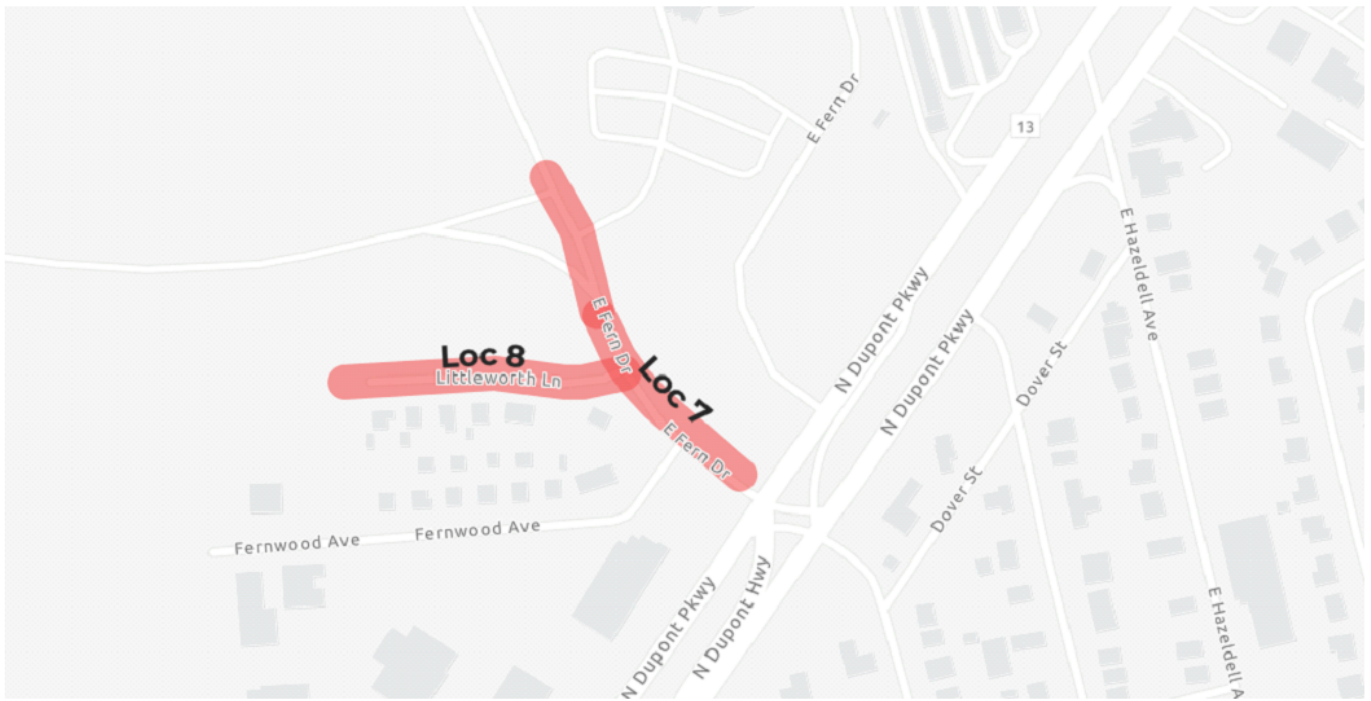 E Fern Dr
13
E Hazeldell Ave
N Dupont Pkwy
N Dupont Pkwy
E Fern Dr
Loc 8
Littleworth Ln
Loc 7
E Fern Dr
Dover St
Dover St
Fernwood Ave
Fernwood Ave
N Dupont Pkwy
N Dupont Hwy
E Hazeldell A